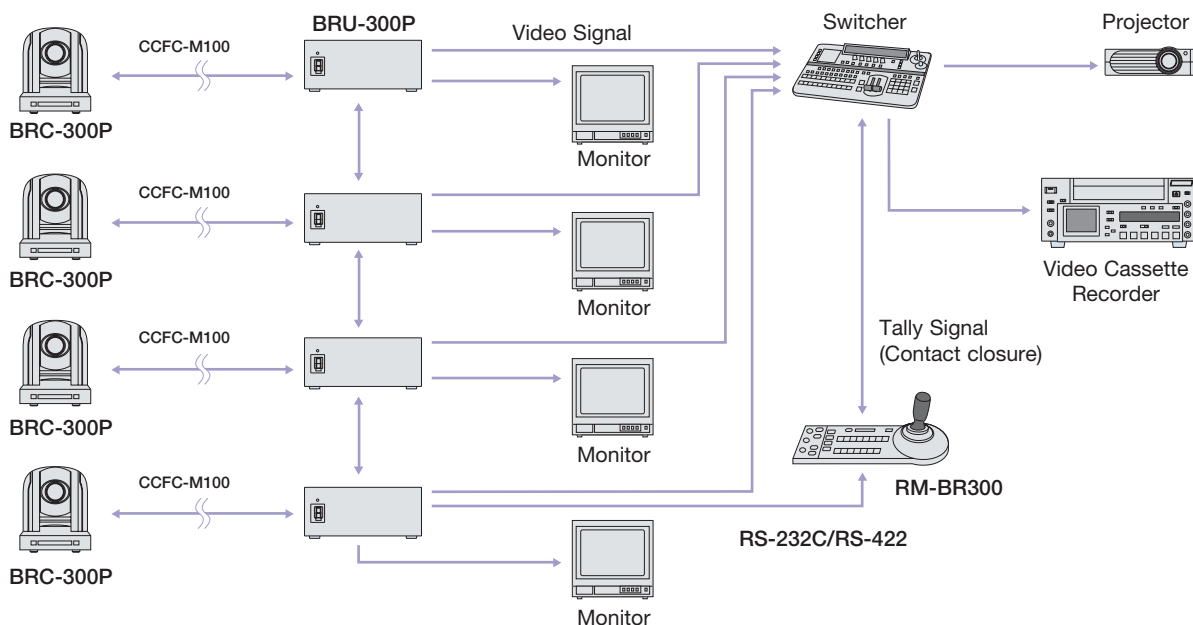 BRU-300P
Video Signal
Switcher
Projector
CCFC-M100
BRC-300P
Monitor
CCFC-M100
BRC-300P
Monitor
Video Cassette
Recorder
CCFC-M100
BRC-300P
Monitor
Tally Signal
(Contact closure)
CCFC-M100
BRC-300P
RM-BR300
RS-232C/RS-422
Monitor